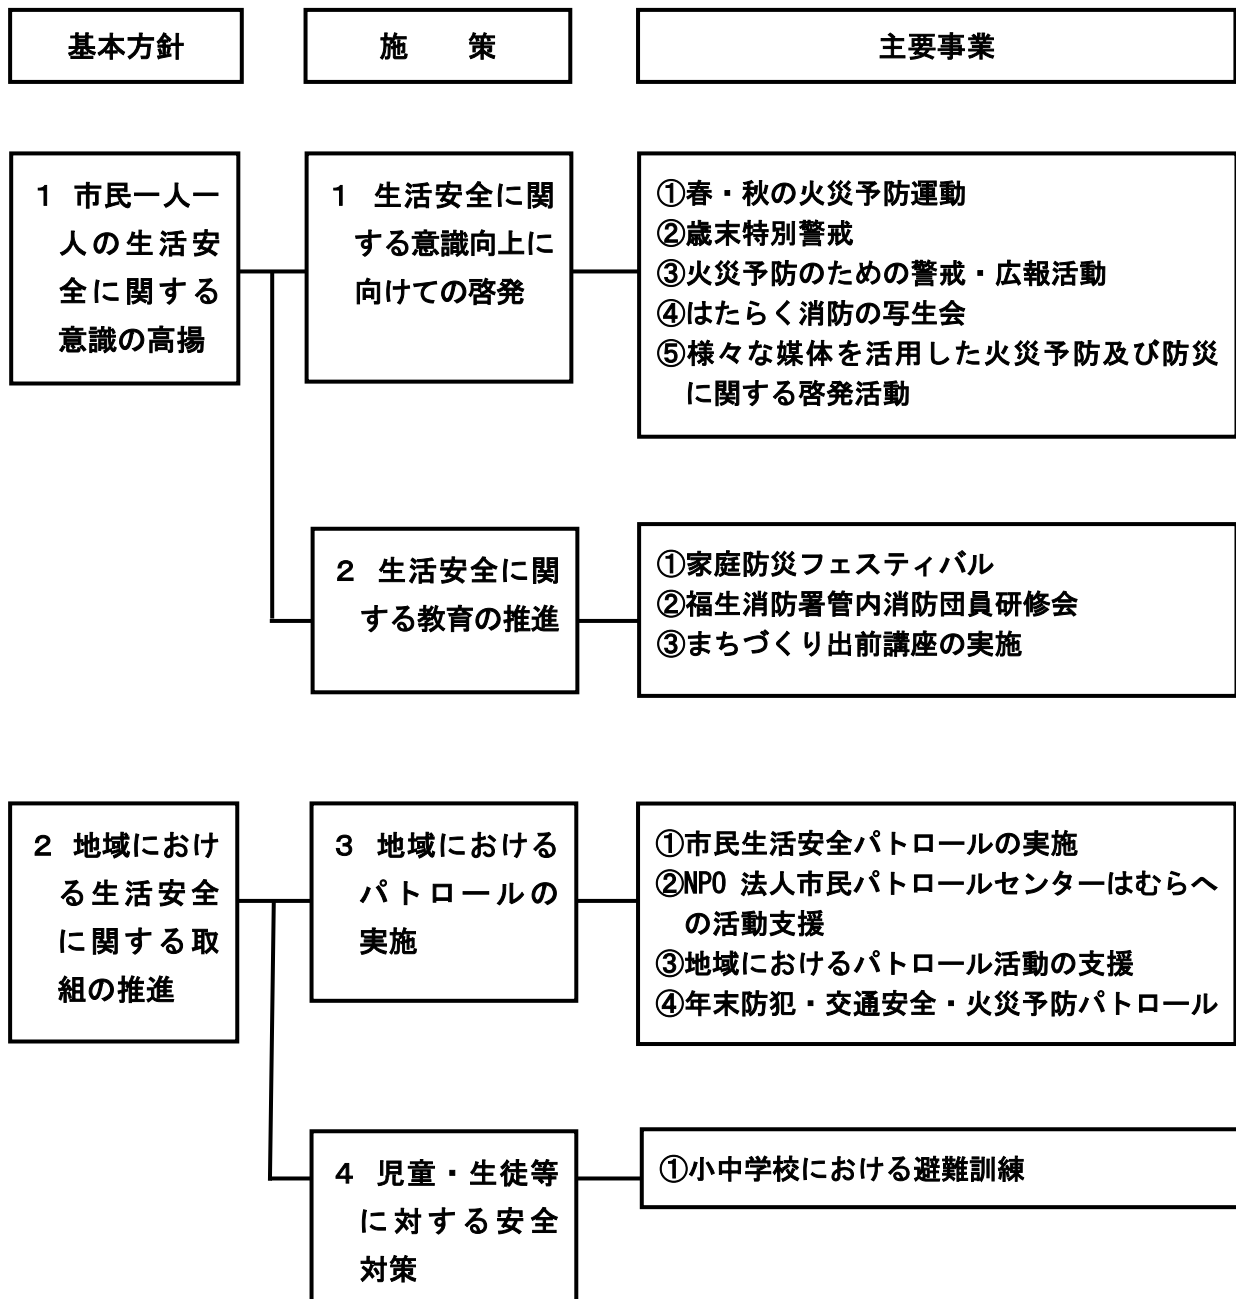 基本方針
施　　策
主要事業
１ 市民一人一
人の生活安
全に関する
意識の高揚
１ 生活安全に関
する意識向上に
向けての啓発
①春・秋の火災予防運動
②歳末特別警戒
③火災予防のための警戒・広報活動
④はたらく消防の写生会
⑤様々な媒体を活用した火災予防及び防災
に関する啓発活動
２ 生活安全に関
する教育の推進
①家庭防災フェスティバル
②福生消防署管内消防団員研修会
③まちづくり出前講座の実施
２ 地域におけ
る生活安全
に関する取
組の推進
３ 地域における
パトロールの
実施
①市民生活安全パトロールの実施
②NPO 法人市民パトロールセンターはむらへ
の活動支援
③地域におけるパトロール活動の支援
④年末防犯・交通安全・火災予防パトロール
４ 児童・生徒等
に対する安全
対策
①小中学校における避難訓練